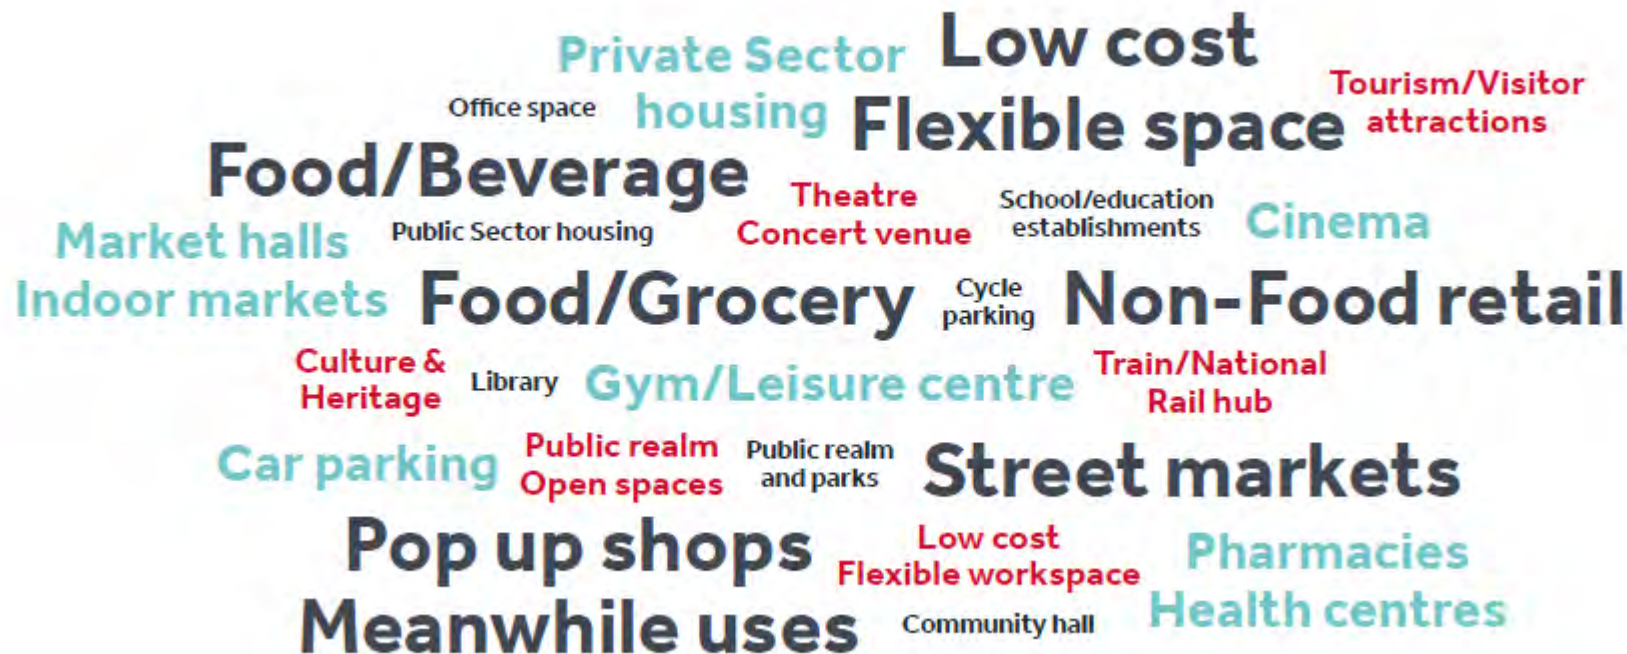 Private Sector
housing
Low cost
Flexible space
Tourism/Visitor
attractions
Office space
Food/Beverage
Theatre
Concert venue
School/education
establishments
Cinema
Market halls
Indoor markets
Public Sector housing
Food/Grocery
Cycle
parking
Non-Food retail
Culture &
Heritage
Library
Gym/Leisure centre
Train/National
Rail hub
Car parking
Public realm
Open spaces
Public realm
and parks
Street markets
Pop up shops
Meanwhile uses
Low cost
Flexible workspace
Community hall
Pharmacies
Health centres